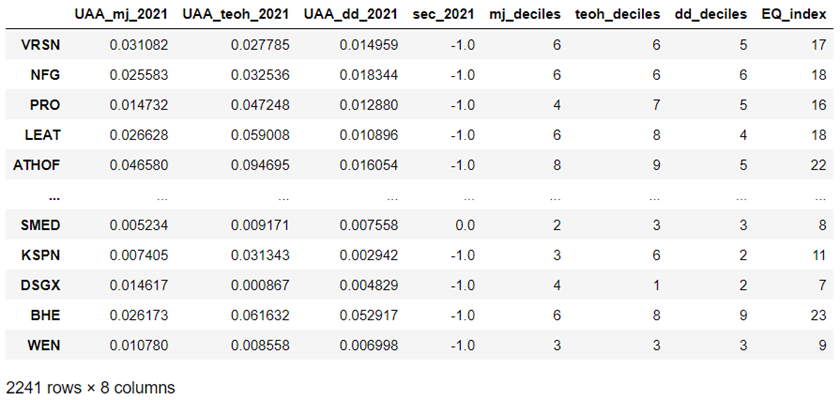 UAA_mj_2021 UAA_teoh_2021 UAA_dd_2021 sec_2021 mj_deciles teoh_deciles dd_deciles EQ_index
VRSN 0.031082 0.027785 0.014959 -1.0 6 6 5 17
NFG 0.025583 0.032536 0.018344 -1.0 6 6 6 18
PRO 0.014732 0.047248 0.012880 -1.0 4 7 5 16
LEAT 0.026628 0.059008 0.010896 -1.0 6 8 4 18
ATHOF 0.046580 0.094695 0.016054 -1.0 8 9 5 22
... ... ... ... ... ... ... ... ...
SMED 0.005234 0.009171 0.007558 0.0 2 3 3 8
KSPN 0.007405 0.031343 0.002942 -1.0 3 6 2 11
DSGX 0.014617 0.000867 0.004829 -1.0 4 1 2 7
BHE 0.026173 0.061632 0.052917 -1.0 6 8 9 23
WEN 0.010780 0.008558 0.006998 -1.0 3 3 3 9
2241 rows × 8 columns